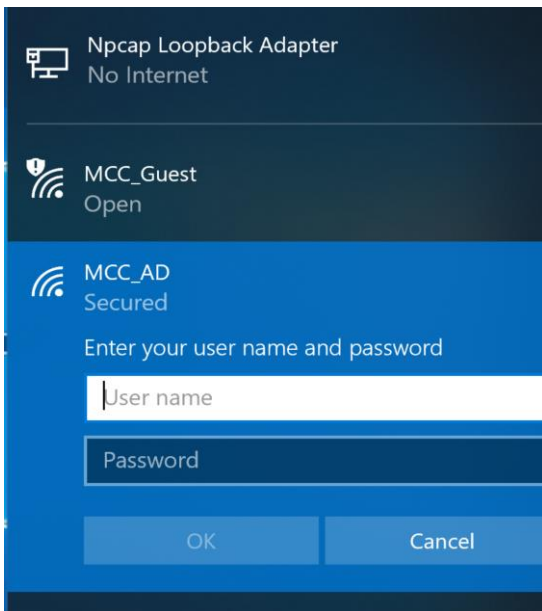 Npcap Loopback Adapter
No Internet
MCC_Guest
Open
MCC_AD
Secured
Enter your user name and password
User name
Password
OK
Cancel